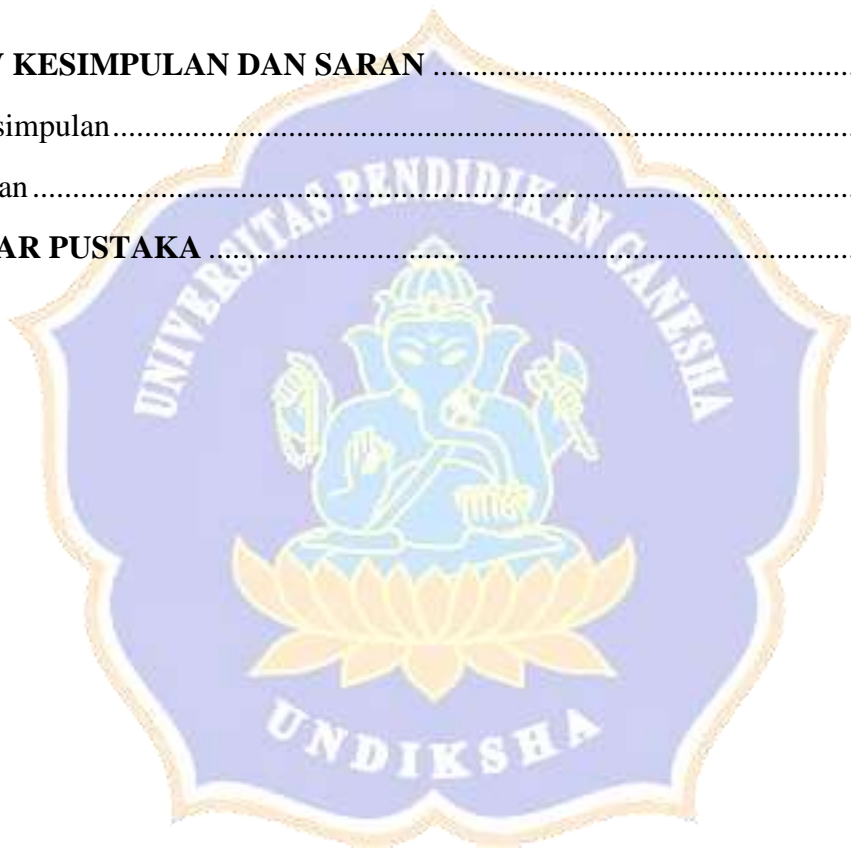 KESIMPULAN DAN SARAN ........................................................................
simpulan...............................................................................................................
an .............................................................................................................................
AR PUSTAKA ..................................................................................................
UNIVERSITAS PENDIDIKAN GANESHA
UNDIKSHA